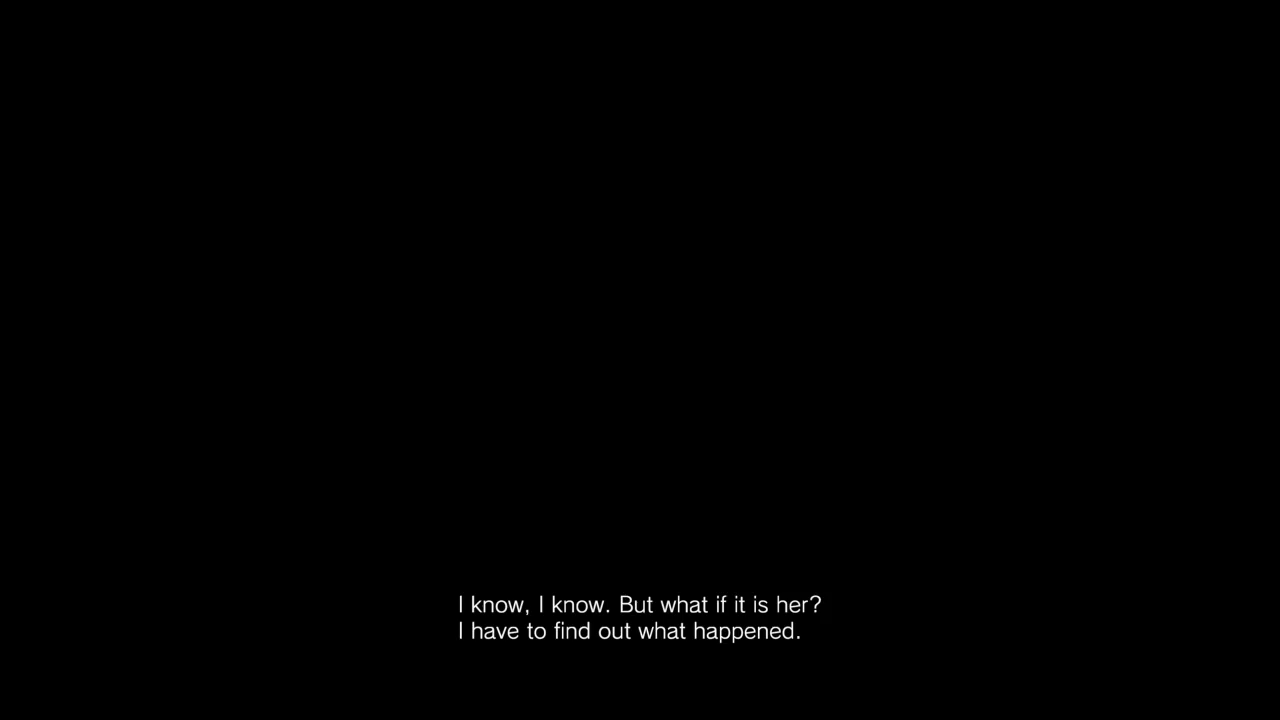 I know, I know. But what if it is her?
I have to find out what happened.